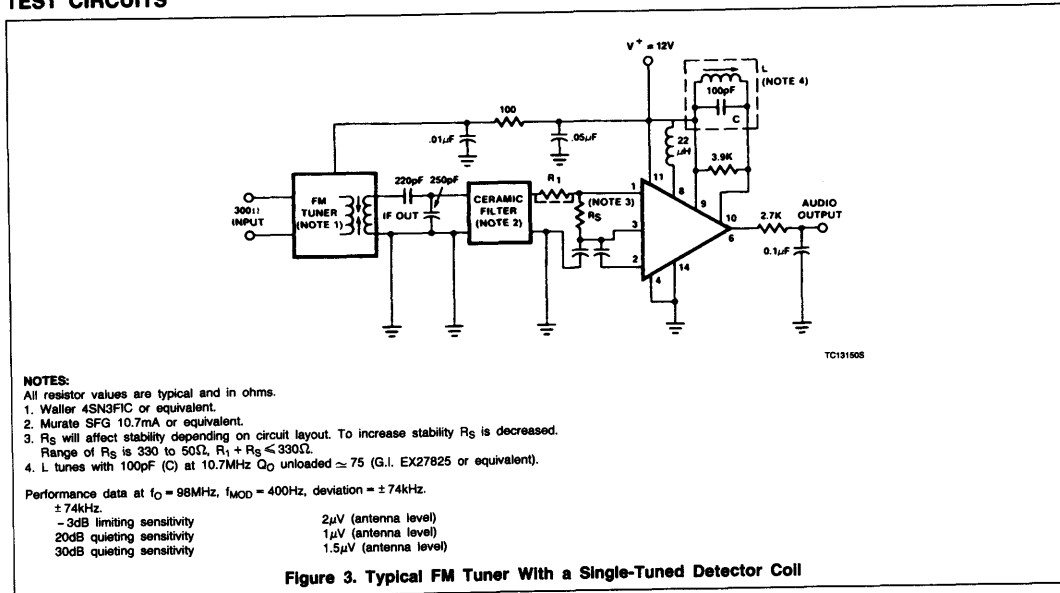 TEST CIRCUITS
V+ = 12V
L
(NOTE 4)
100pF
C
100
.01μF
.05μF
22
μH
3.9K
220pF 250pF
R1
1
11
8
(NOTE 3)
9
300Ω
INPUT
FM
TUNER
(NOTE 1)
IF OUT
CERAMIC
FILTER
(NOTE 2)
RS
3
10
6
2.7K
AUDIO
OUTPUT
0.1μF
2
4
14
TC13150S
NOTES:
All resistor values are typical and in ohms.
1. Waller 4SN3FIC or equivalent.
2. Murate SFG 10.7mA or equivalent.
3. RS will affect stability depending on circuit layout. To increase stability RS is decreased.
Range of RS is 330 to 50Ω, R1 + RS ≤ 330Ω.
4. L tunes with 100pF (C) at 10.7MHz QO unloaded ≃ 75 (G.I. EX27825 or equivalent).
Performance data at fO = 98MHz, fMOD = 400Hz, deviation = ± 74kHz.
± 74kHz.
– 3dB limiting sensitivity 2μV (antenna level)
20dB quieting sensitivity 1μV (antenna level)
30dB quieting sensitivity 1.5μV (antenna level)
Figure 3. Typical FM Tuner With a Single-Tuned Detector Coil